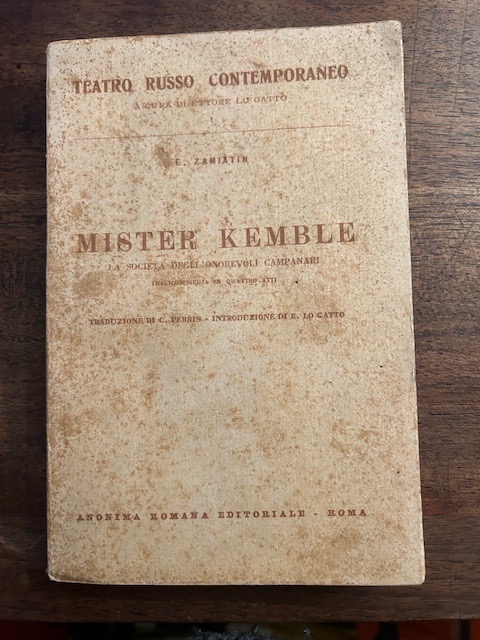 TEATRO RUSSO CONTEMPORANEO
A CURA DI ETTORE LO GATTO
I
E. ZAMIATIN
MISTER KEMBLE
LA SOCIETÀ DEGLI ONOREVOLI CAMPANARI
TRAGICOMMEDIA IN QUATTRO ATTI
TRADUZIONE DI C. PERRIS - INTRODUZIONE DI E. LO GATTO
ANONIMA ROMANA EDITORIALE - ROMA